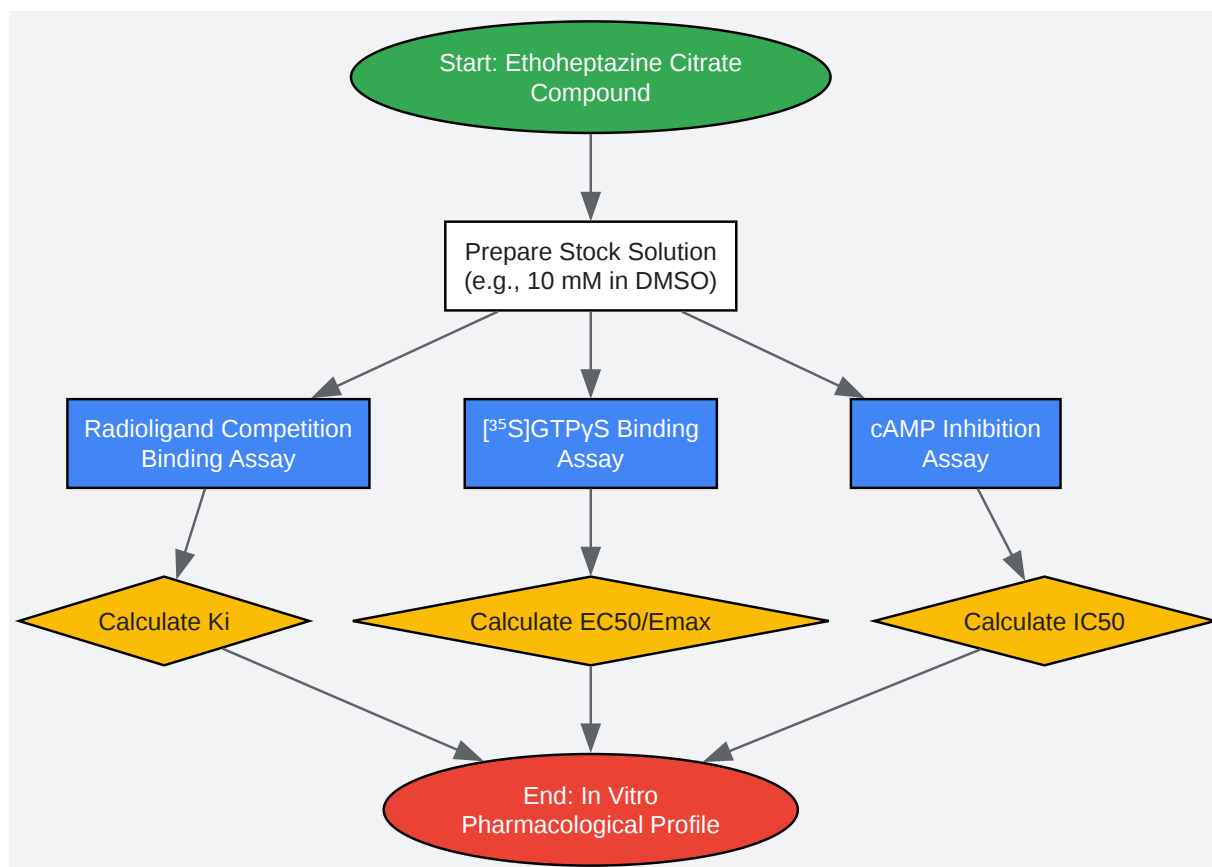 Start: Ethoheptazine Citrate
Compound
Prepare Stock Solution
(e.g., 10 mM in DMSO)
Radioligand Competition
Binding Assay
[³⁵S]GTPγS Binding
Assay
cAMP Inhibition
Assay
Calculate Ki
Calculate EC50/Emax
Calculate IC50
End: In Vitro
Pharmacological Profile